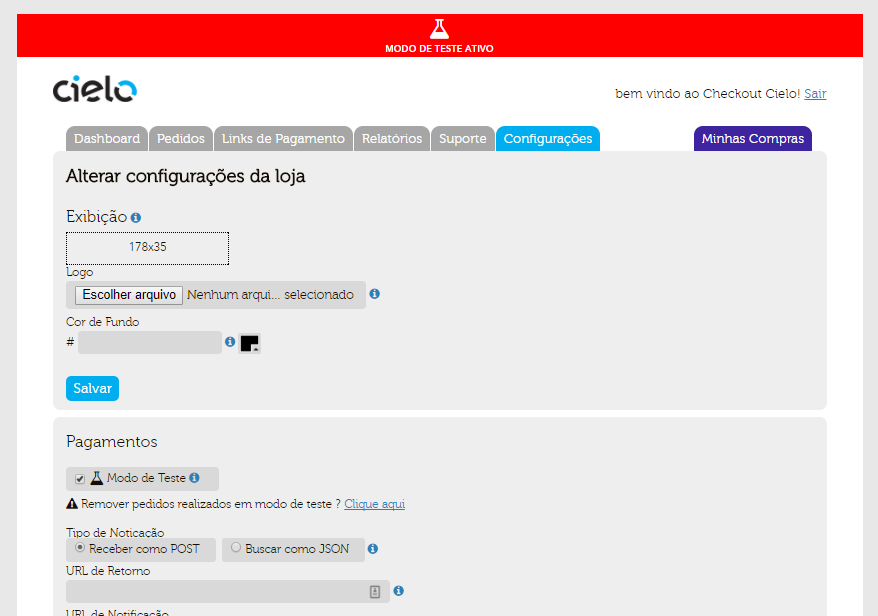 MODO DE TESTE ATIVO
cielo
bem vindo ao Checkout Cielo! Sair
Dashboard Pedidos Links de Pagamento Relatórios Suporte Configurações Minhas Compras
Alterar configurações da loja
Exibição
178x35
Logo
Escolher arquivo Nenhum arqui... selecionado
Cor de Fundo
#
Salvar
Pagamentos
Modo de Teste
Remover pedidos realizados em modo de teste ? Clique aqui
Tipo de Noticação
Receber como POST Buscar como JSON
URL de Retorno
URL de Notificação